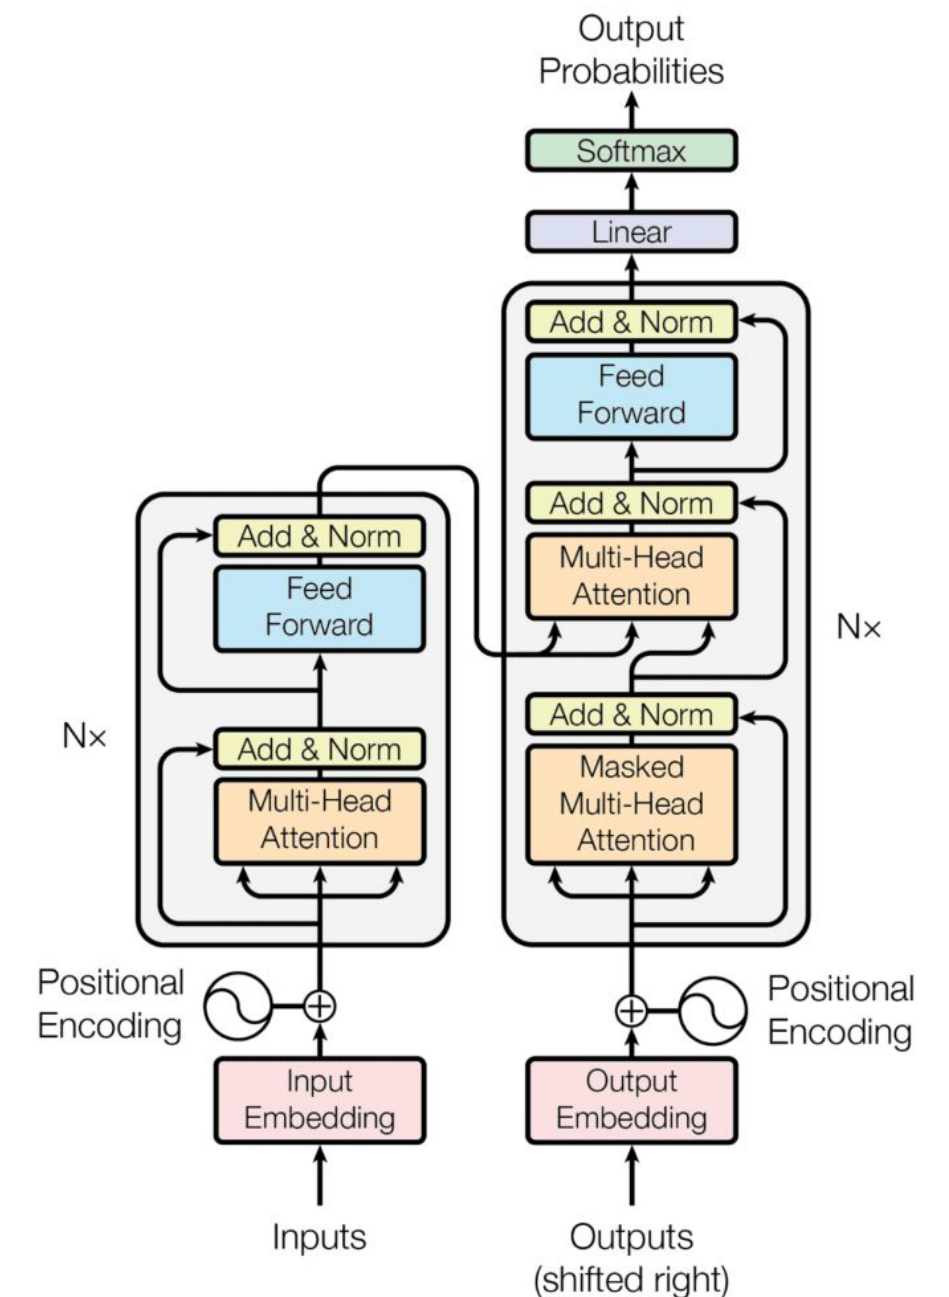 Output
Probabilities
Softmax
Linear
Add & Norm
Feed
Forward
Add & Norm
Multi-Head
Attention
Nx
Add & Norm
Masked
Multi-Head
Attention
Add & Norm
Feed
Forward
Nx
Add & Norm
Multi-Head
Attention
Positional
Encoding
Positional
Encoding
Input
Embedding
Output
Embedding
Inputs
Outputs
(shifted right)